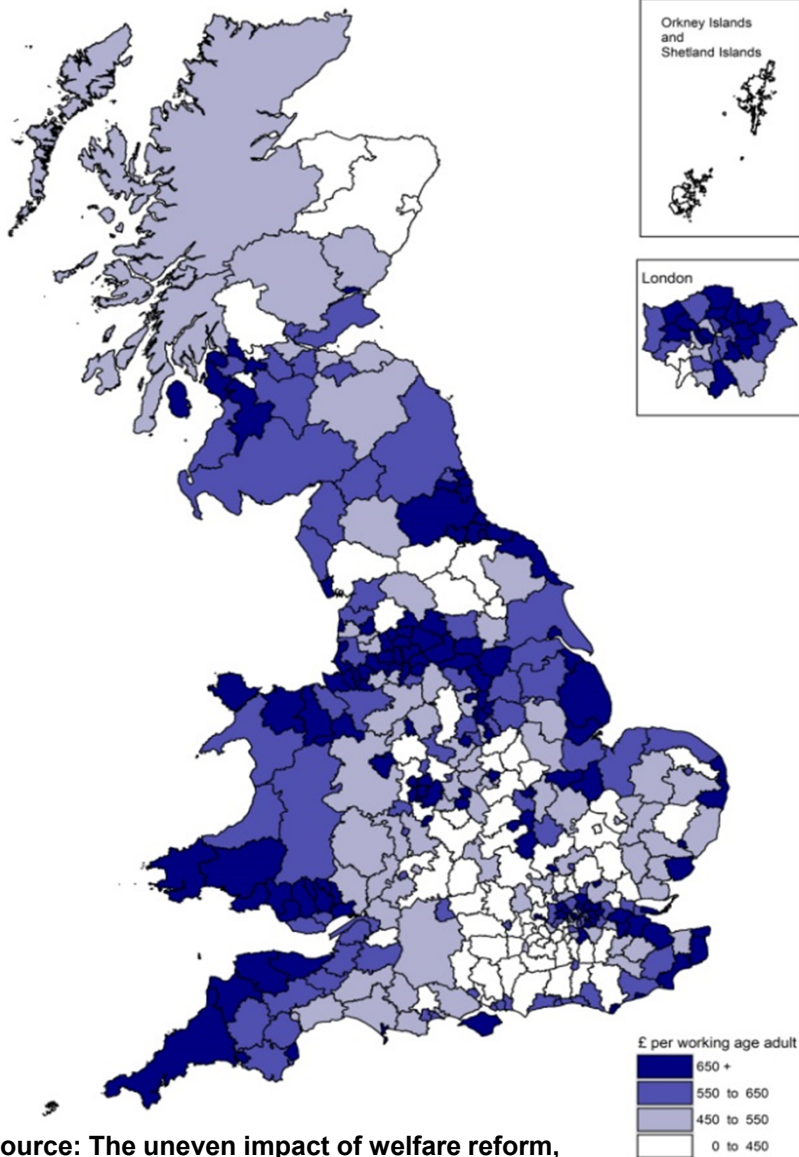 Orkney Islands
and
Shetland Islands
London
£ per working age adult
650 +
550 to 650
450 to 550
0 to 450
ource: The uneven impact of welfare reform,